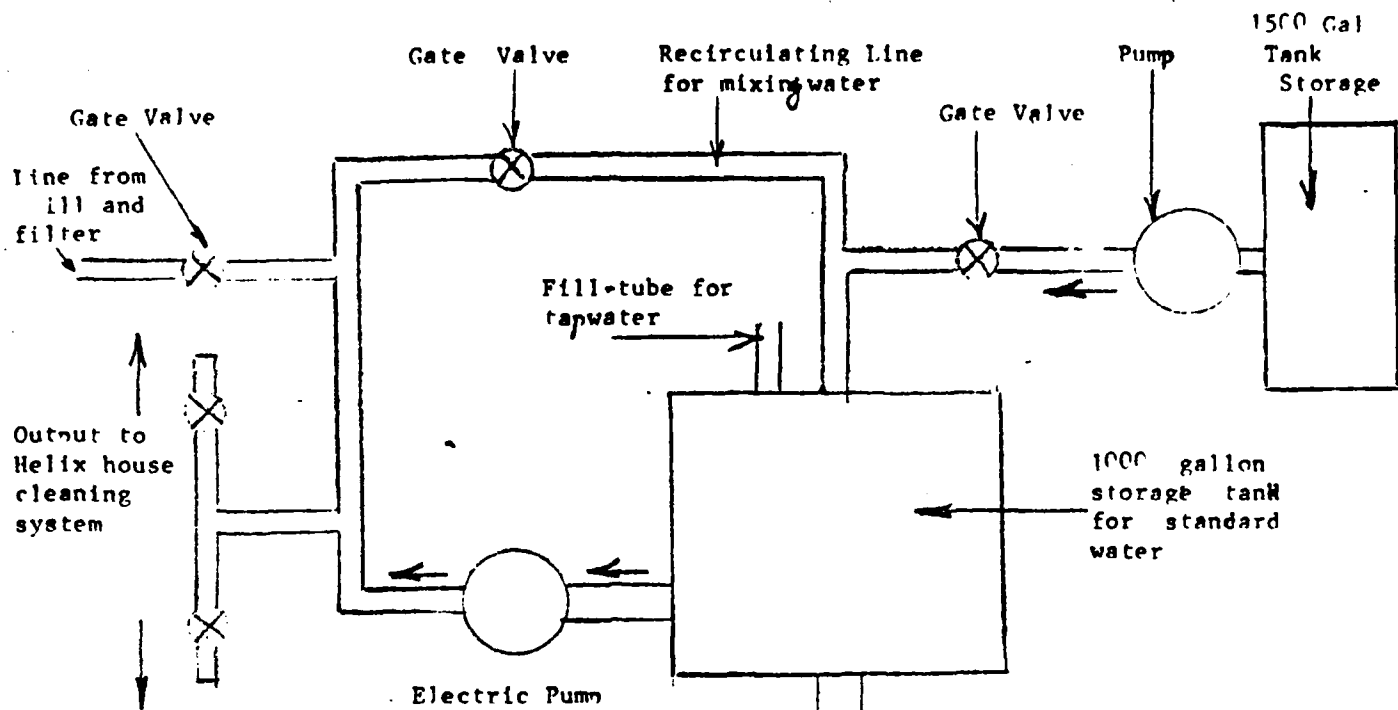 1500 Gal
Tank
Storage
Pump
Gate Valve
Recirculating Line
for mixing water
Gate Valve
Gate Valve
Line from
ill and
filter
Fill-tube for
tapwater
Output to
Helix house
cleaning
system
1000 gallon
storage tank
for standard
water
Electric Pump